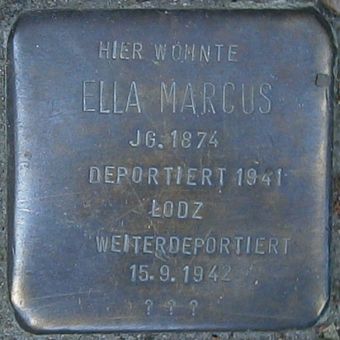 HIER WOHNTE
ELLA MARCUS
JG. 1874
DEPORTIERT 1941
ŁODZ
WEITERDEPORTIERT
15.9.1942
? ? ?